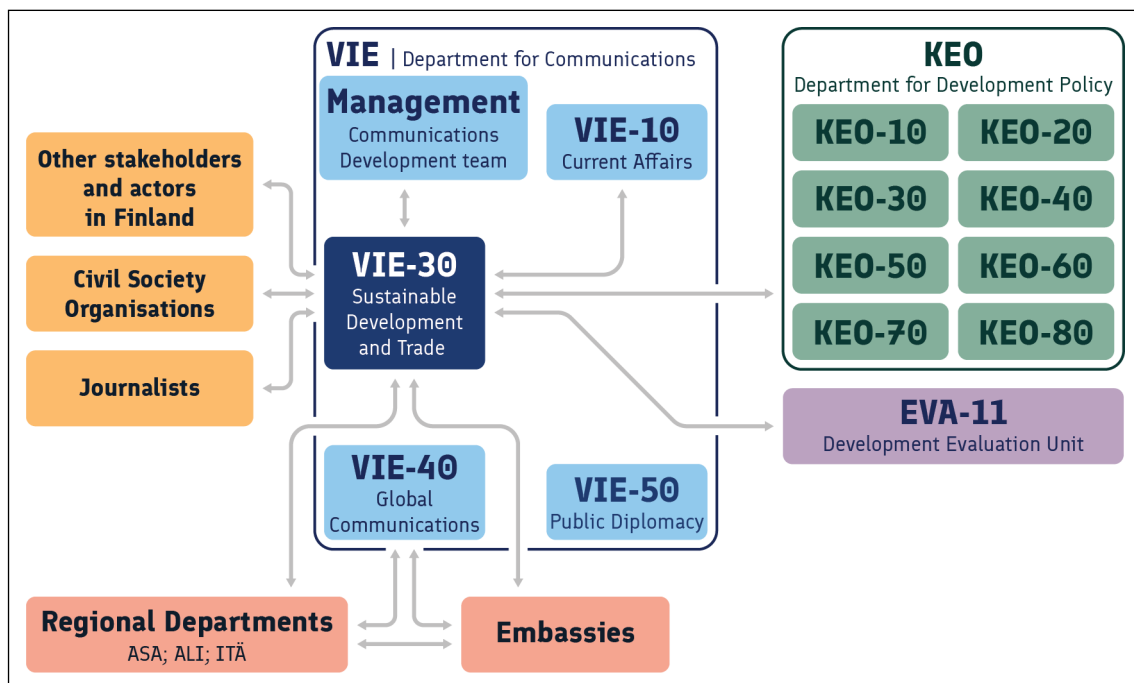 VIE | Department for Communications
Management
Communications
Development team
VIE-10
Current Affairs
KEO
Department for Development Policy
KEO-10
KEO-20
KEO-30
KEO-40
KEO-50
KEO-60
KEO-70
KEO-80
Other stakeholders
and actors
in Finland
Civil Society
Organisations
Journalists
VIE-30
Sustainable
Development
and Trade
EVA-11
Development Evaluation Unit
VIE-40
Global
Communications
VIE-50
Public Diplomacy
Regional Departments
ASA; ALI; ITÄ
Embassies